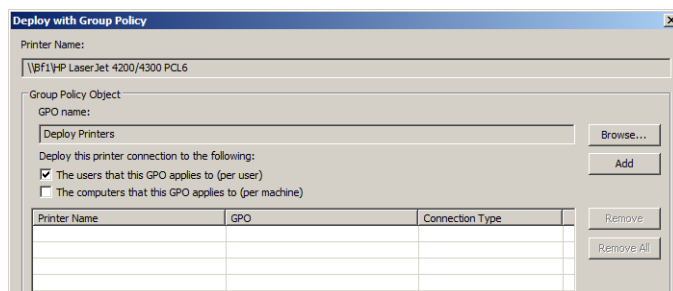 Deploy with Group Policy
Printer Name:
\\Bf1\HP LaserJet 4200/4300 PCL6
Group Policy Object
GPO name:
Deploy Printers
Browse...
Deploy this printer connection to the following:
Add
The users that this GPO applies to (per user)
The computers that this GPO applies to (per machine)
Printer Name GPO Connection Type
Remove
Remove All